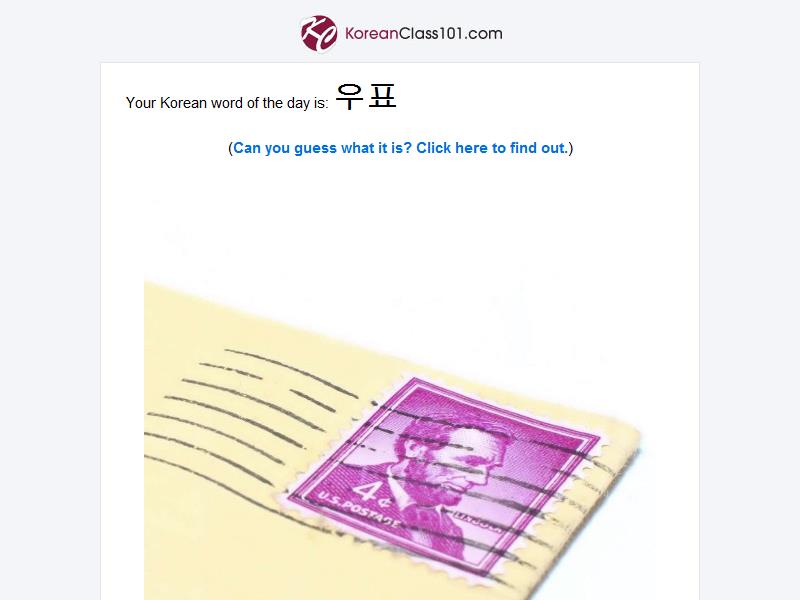 KoreanClass101.com
Your Korean word of the day is: 우표
(Can you guess what it is? Click here to find out.)
4¢
U.S. POSTAGE
LINCOLN